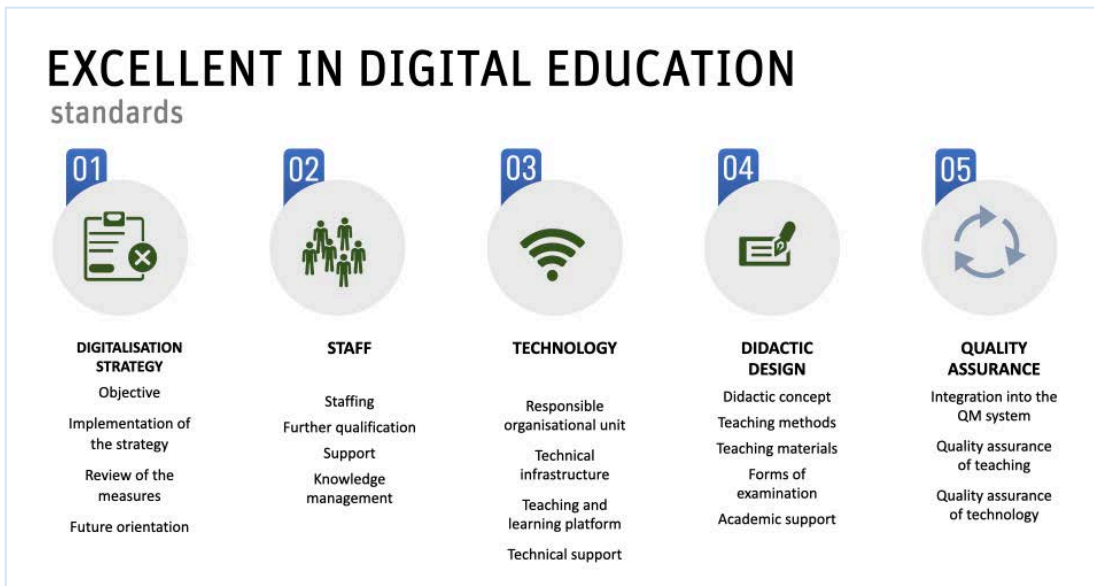 EXCELLENT IN DIGITAL EDUCATION
standards
01
DIGITALISATION
STRATEGY
Objective
Implementation of
the strategy
Review of the
measures
Future orientation
02
STAFF
Staffing
Further qualification
Support
Knowledge
management
03
TECHNOLOGY
Responsible
organisational unit
Technical
infrastructure
Teaching and
learning platform
Technical support
04
DIDACTIC
DESIGN
Didactic concept
Teaching methods
Teaching materials
Forms of
examination
Academic support
05
QUALITY
ASSURANCE
Integration into the
QM system
Quality assurance
of teaching
Quality assurance
of technology